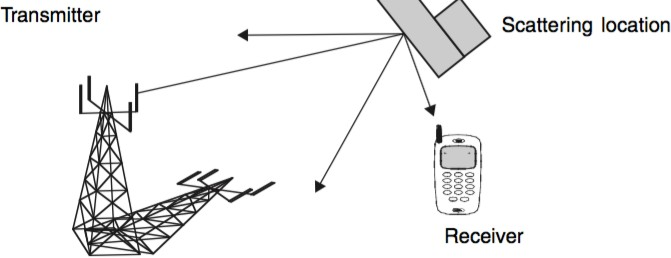 Transmitter
Scattering location
Receiver